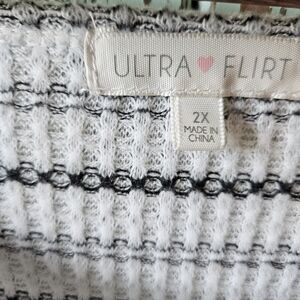 ULTRA ♥ FLIRT
2X
MADE IN
CHINA